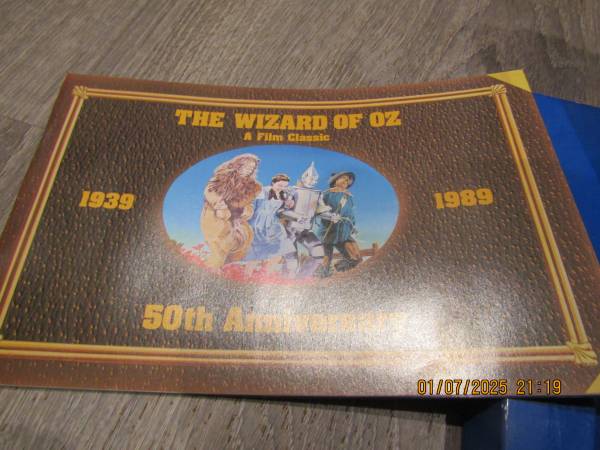 THE WIZARD OF OZ
A Film Classic
1939
1989
50th Anniversary
01/07/2025 21:19